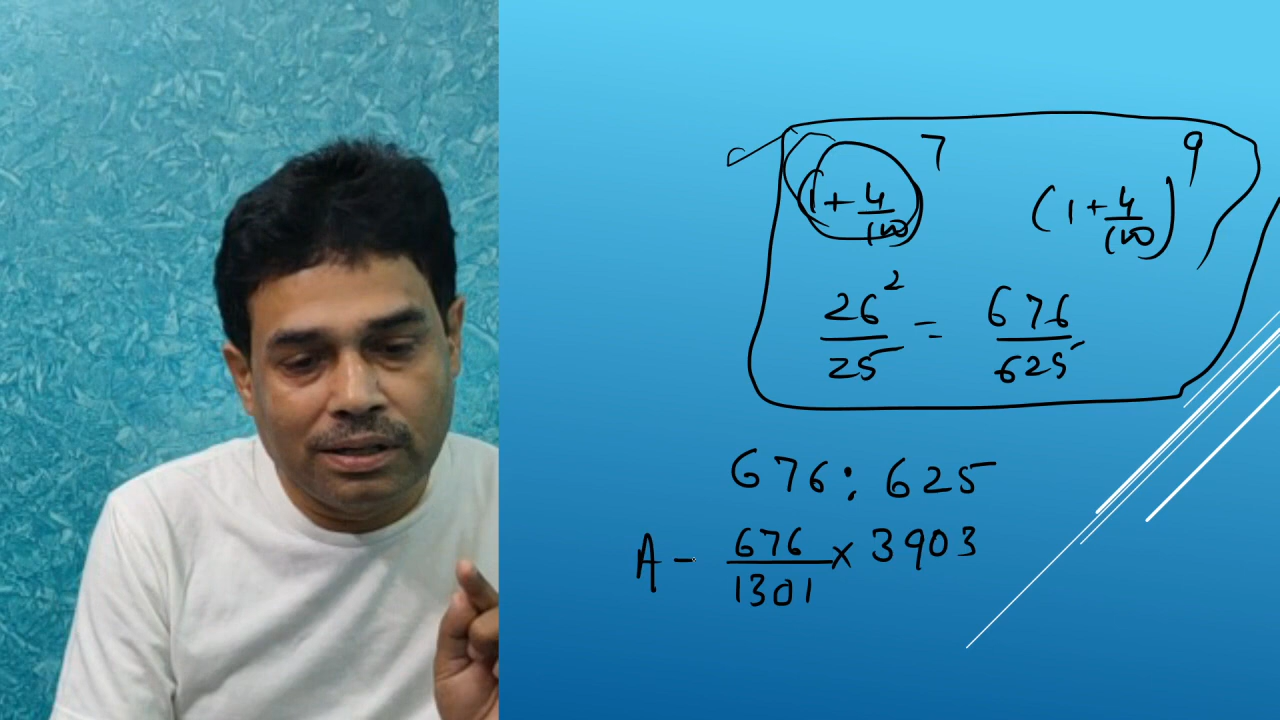 (1 + 4/100)^7 (1 + 4/100)^9
26^2/25 = 676/625
676 : 625
A - 676/1301 × 3903